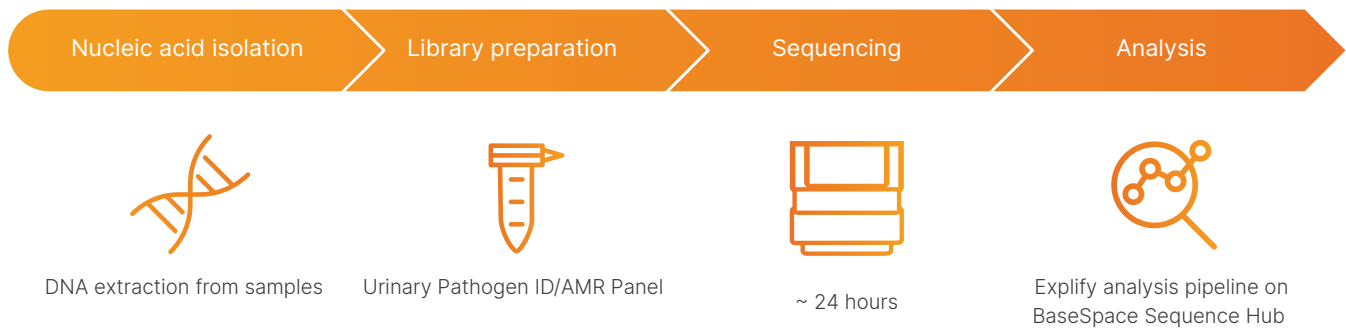 Nucleic acid isolation
Library preparation
Sequencing
Analysis
DNA extraction from samples
Urinary Pathogen ID/AMR Panel
~ 24 hours
Explify analysis pipeline on
BaseSpace Sequence Hub